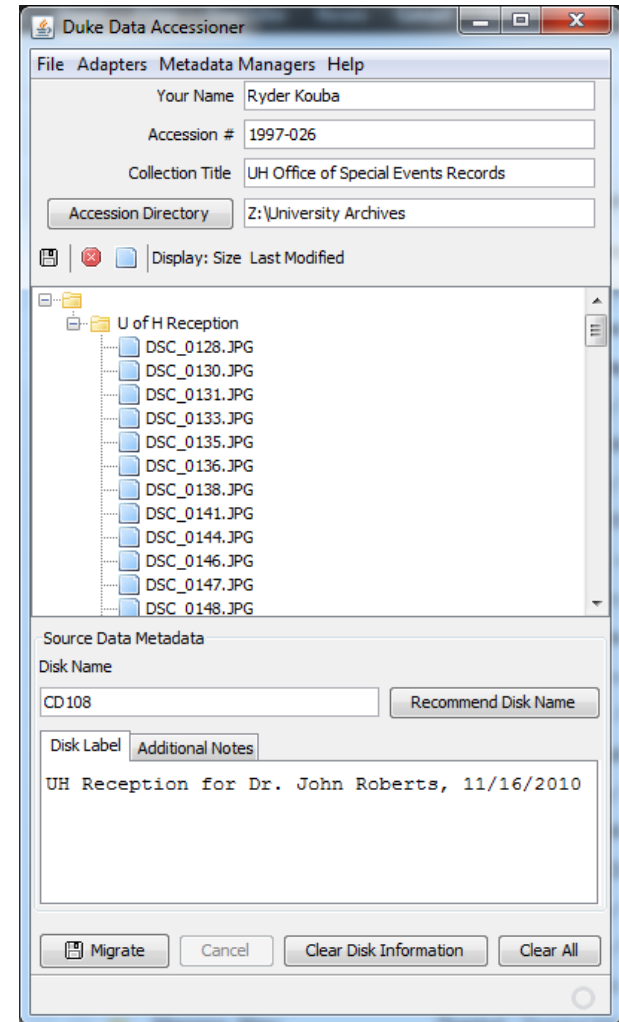 Duke Data Accessioner
File Adapters Metadata Managers Help
Your Name Ryder Kouba
Accession # 1997-026
Collection Title UH Office of Special Events Records
Accession Directory Z:\University Archives
Display: Size Last Modified
U of H Reception
DSC_0128.JPG
DSC_0130.JPG
DSC_0131.JPG
DSC_0133.JPG
DSC_0135.JPG
DSC_0136.JPG
DSC_0138.JPG
DSC_0141.JPG
DSC_0144.JPG
DSC_0146.JPG
DSC_0147.JPG
DSC_0148.JPG
Source Data Metadata
Disk Name
CD108 Recommend Disk Name
Disk Label Additional Notes
UH Reception for Dr. John Roberts, 11/16/2010
Migrate Cancel Clear Disk Information Clear All